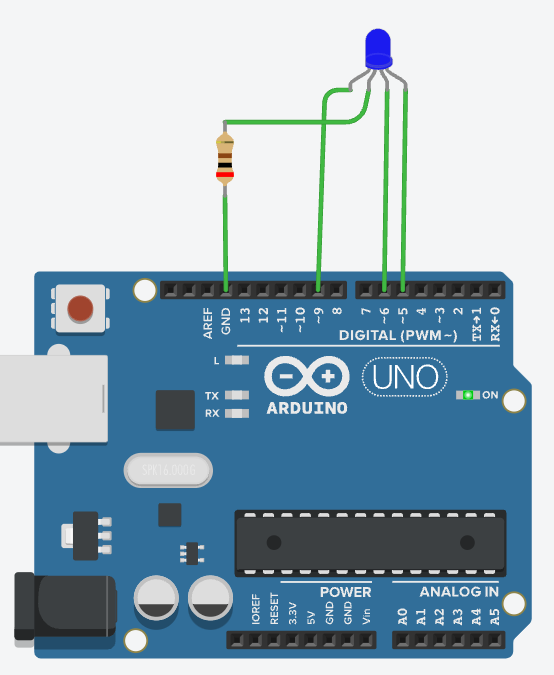 AREF
GND
13
12
~11
~10
~9
8
7
~6
~5
4
~3
2
TX→1
RX←0
DIGITAL (PWM~)
L
TX
RX
UNO
ARDUINO
ON
SPK16.000G
POWER
ANALOG IN
IOREF
RESET
3.3V
5V
GND
GND
Vin
A0
A1
A2
A3
A4
A5